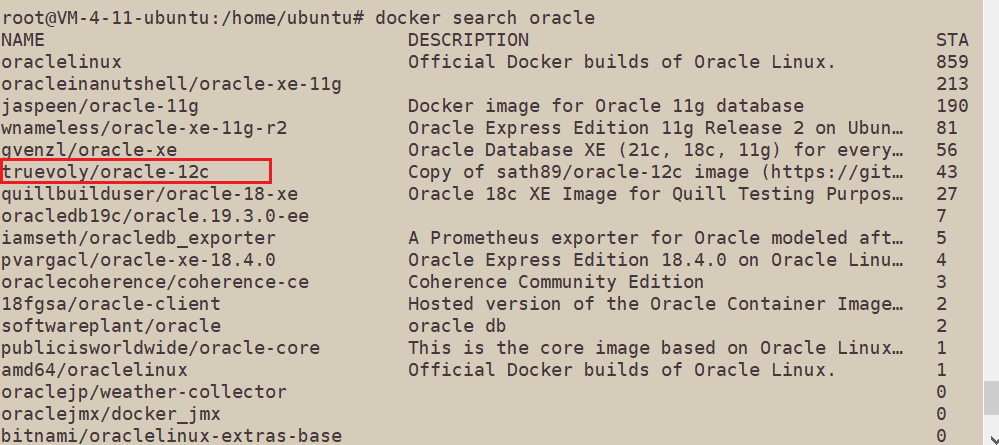 root@VM-4-11-ubuntu:/home/ubuntu# docker search oracle
NAME DESCRIPTION STA
oraclelinux Official Docker builds of Oracle Linux. 859
oracleinanutshell/oracle-xe-11g 213
jaspeen/oracle-11g Docker image for Oracle 11g database 190
wnameless/oracle-xe-11g-r2 Oracle Express Edition 11g Release 2 on Ubun… 81
gvenzl/oracle-xe Oracle Database XE (21c, 18c, 11g) for every… 56
truevoly/oracle-12c Copy of sath89/oracle-12c image (https://git… 43
quillbuilduser/oracle-18-xe Oracle 18c XE Image for Quill Testing Purpos… 27
oracledb19c/oracle.19.3.0-ee 7
iamseth/oracledb_exporter A Prometheus exporter for Oracle modeled aft… 5
pvargacl/oracle-xe-18.4.0 Oracle Express Edition 18.4.0 on Oracle Linu… 4
oraclecoherence/coherence-ce Coherence Community Edition 3
18fgsa/oracle-client Hosted version of the Oracle Container Image… 2
softwareplant/oracle oracle db 2
publicisworldwide/oracle-core This is the core image based on Oracle Linux… 1
amd64/oraclelinux Official Docker builds of Oracle Linux. 1
oraclejp/weather-collector 0
oraclejmx/docker_jmx 0
bitnami/oraclelinux-extras-base 0